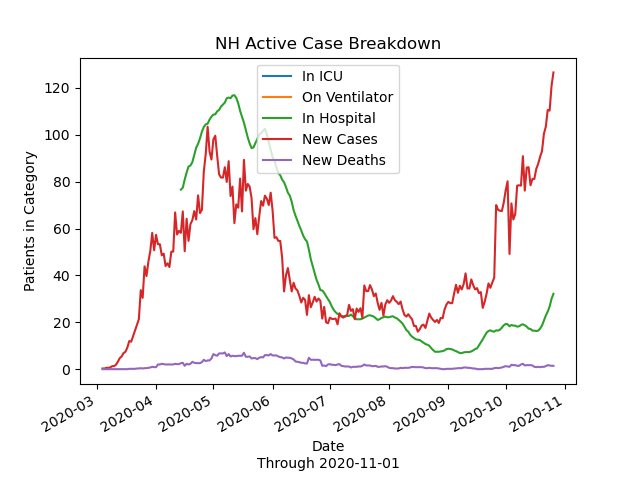 NH Active Case Breakdown
In ICU
On Ventilator
In Hospital
New Cases
New Deaths
Patients in Category
120
100
80
60
40
20
0
2020-03
2020-04
2020-05
2020-06
2020-07
2020-08
2020-09
2020-10
2020-11
Date
Through 2020-11-01